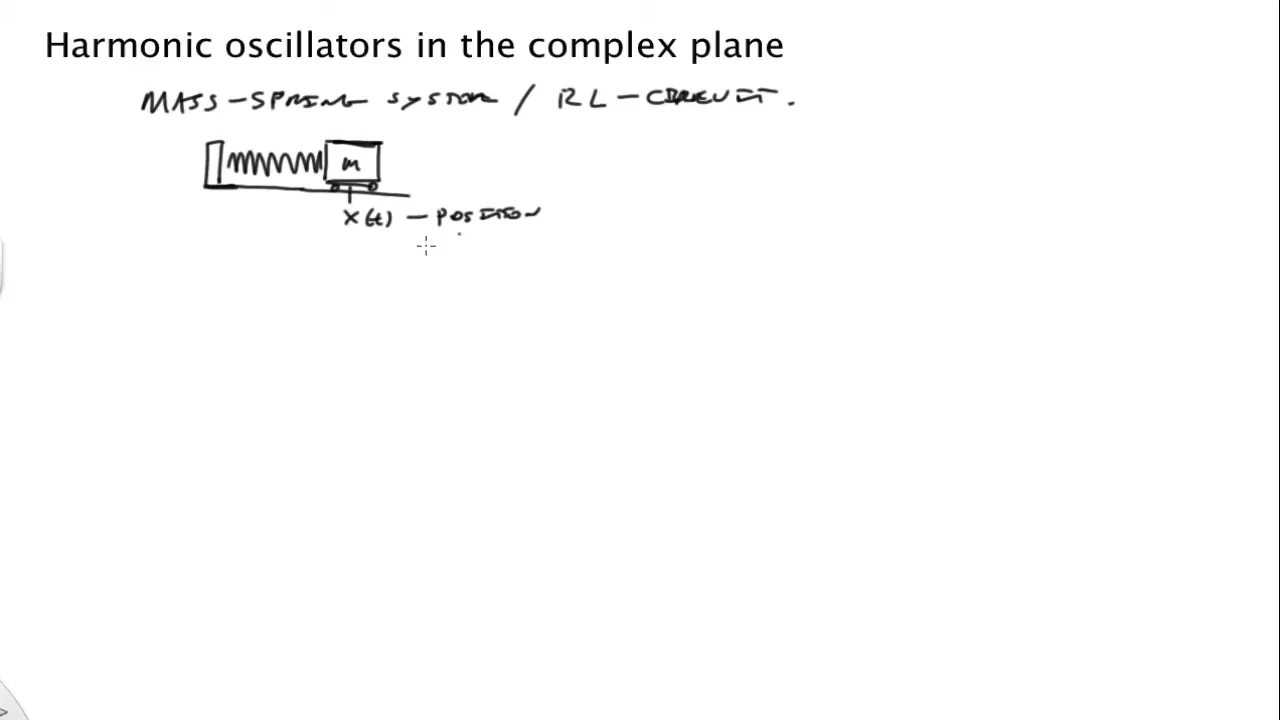 Harmonic oscillators in the complex plane
MASS-SPRING SYSTEM / RL-CIRCUIT.
m
x(t) - POSITION